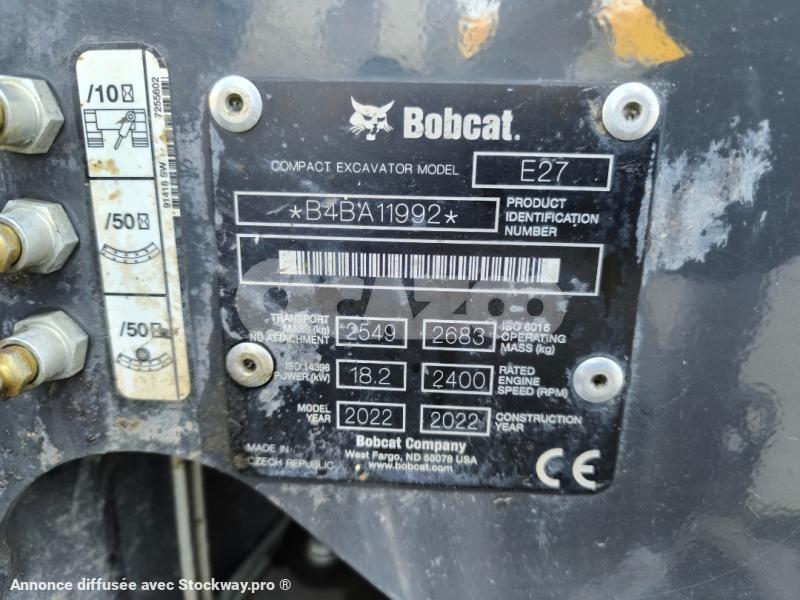 /10
/50
/50
7255602
91418 SW
Bobcat.
COMPACT EXCAVATOR MODEL E27
*B4BA11992* PRODUCT IDENTIFICATION NUMBER
OCAZOO
TRANSPORT MASS (kg) NO ATTACHMENT 2549 2683 ISO 6016 OPERATING MASS (kg)
ISO 14396 POWER (kW) 18.2 2400 RATED ENGINE SPEED (RPM)
MODEL YEAR 2022 2022 CONSTRUCTION YEAR
Bobcat Company
West Fargo, ND 58078 USA
www.bobcat.com
MADE IN CZECH REPUBLIC
CE
Annonce diffusée avec Stockway.pro ®